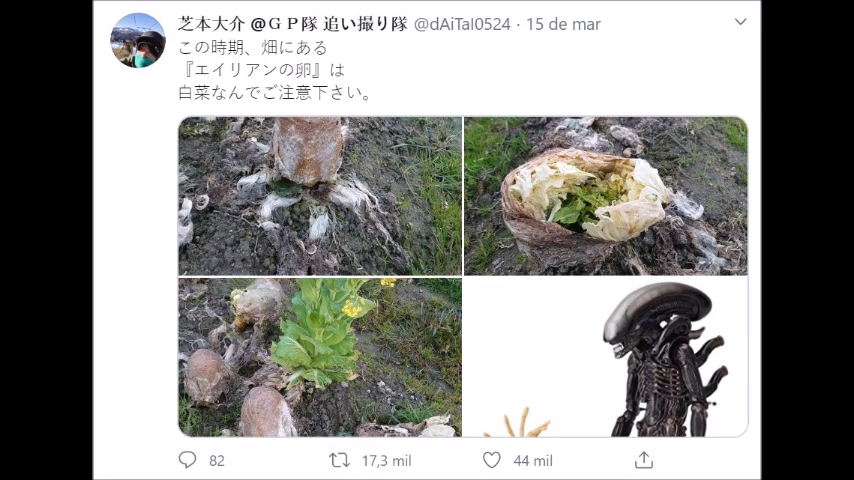 芝本大介 @ＧＰ隊 追い撮り隊 @dAiTal0524 · 15 de mar
この時期、畑にある
『エイリアンの卵』は
白菜なんでご注意下さい。
82 17,3 mil 44 mil